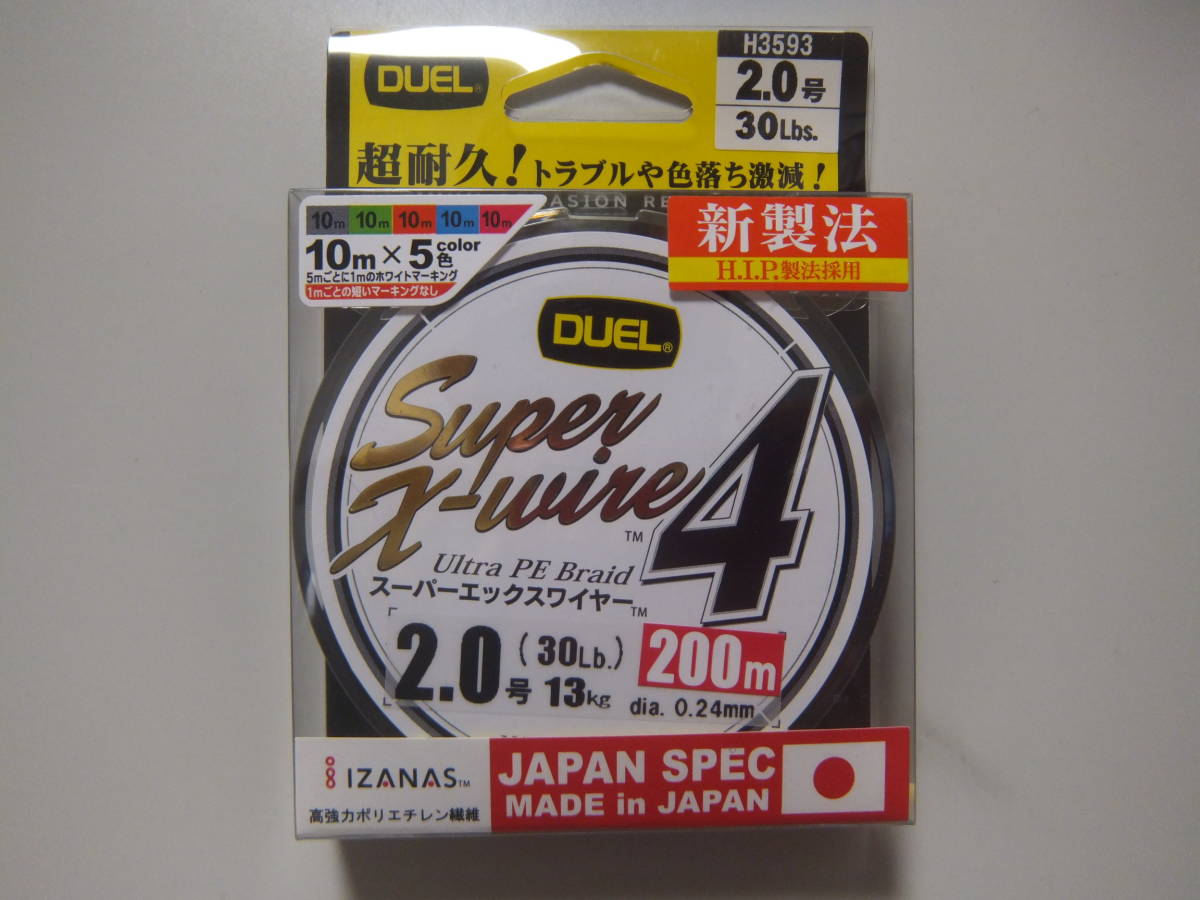 DUEL®
H3593
2.0号
30Lbs.
超耐久！トラブルや色落ち激減！
ASION RE
10m 10m 10m 10m 10m
10m×5color色
5mごとに1mのホワイトマーキング
1mごとの短いマーキングなし
新製法
H.I.P.製法採用
DUEL®
Super
X-wire 4
TM
Ultra PE Braid
スーパーエックスワイヤー™
2.0号 (30Lb.) 13kg
200m
dia. 0.24mm
IZANAS™
高強力ポリエチレン繊維
JAPAN SPEC
MADE in JAPAN